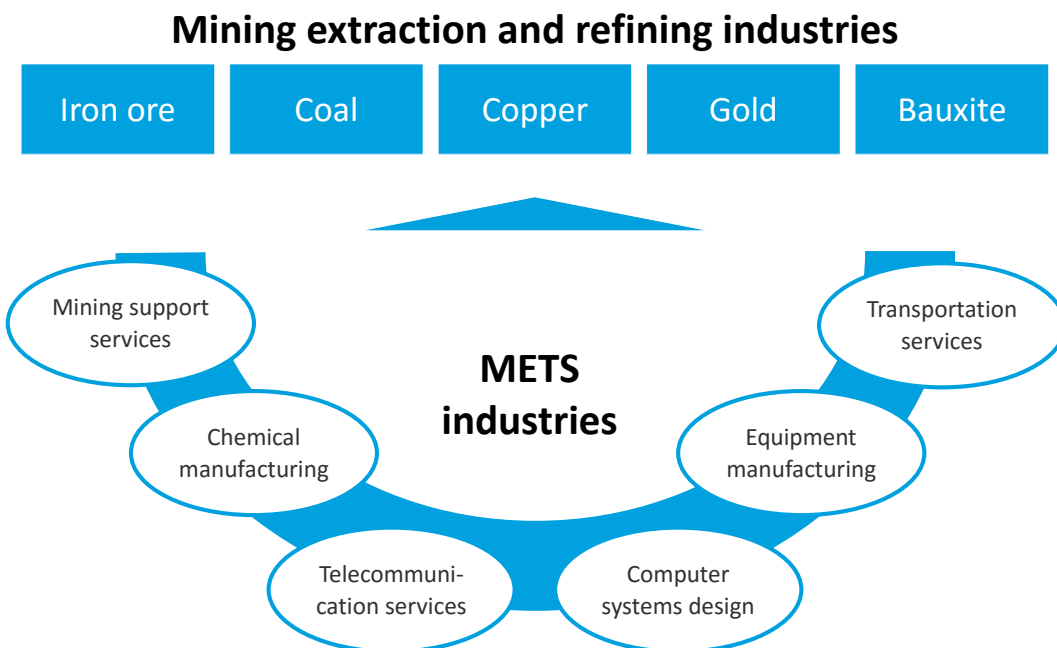 Mining extraction and refining industries
Iron ore
Coal
Copper
Gold
Bauxite
Mining support
services
Transportation
services
METS
industries
Chemical
manufacturing
Equipment
manufacturing
Telecommuni-
cation services
Computer
systems design